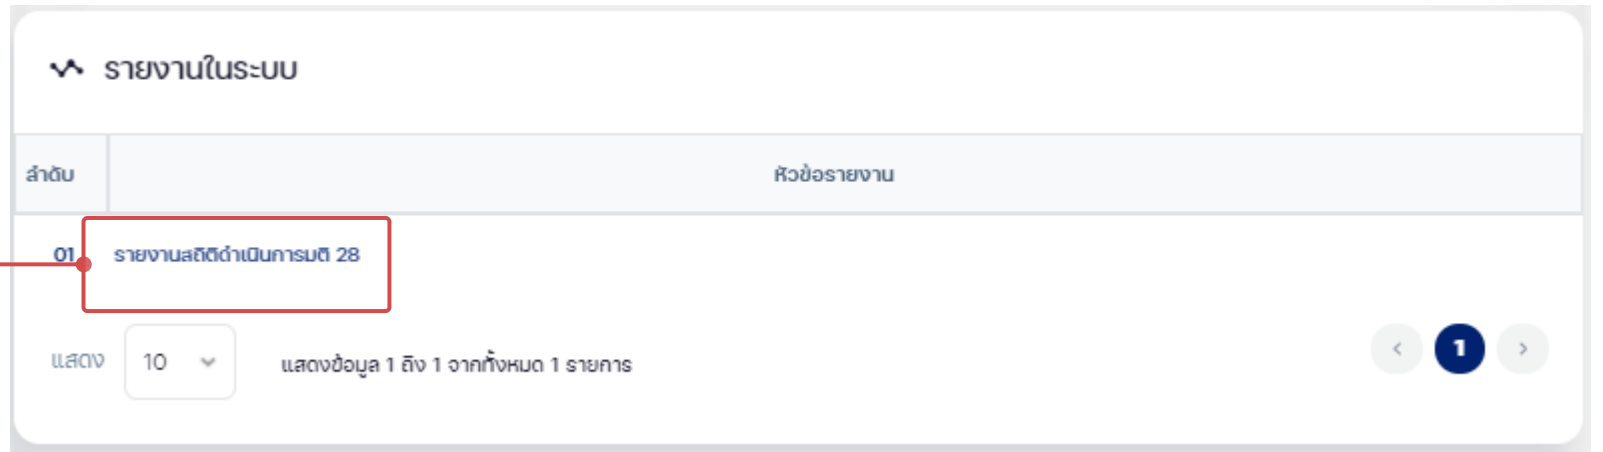 รายงานในระบบ
ลำดับ หัวข้อรายงาน
01 รายงานสถิติดำเนินการมติ 28
แสดง 10 แสดงข้อมูล 1 ถึง 1 จากทั้งหมด 1 รายการ ‹ 1 ›